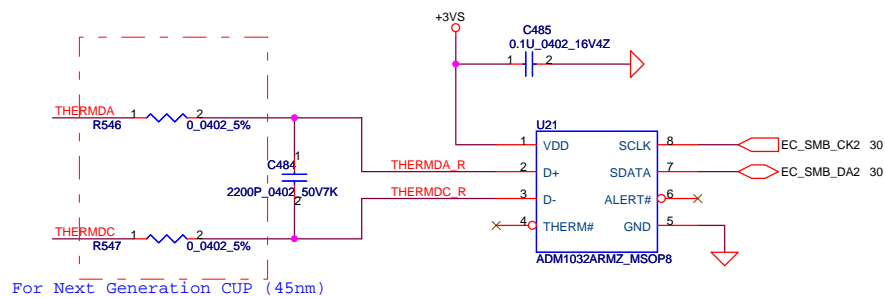 +3VS
C485
0.1U_0402_16V4Z
1 2
THERMDA
1 2
R546 0_0402_5%
U21
1 VDD SCLK 8 EC_SMB_CK2 30
1
C484
THERMDA_R 2 D+ SDATA 7 EC_SMB_DA2 30
2200P_0402_50V7K
2
THERMDC_R 3 D- ALERT# 6
4 THERM# GND 5
THERMDC
1 2
R547 0_0402_5%
ADM1032ARMZ_MSOP8
For Next Generation CUP (45nm)